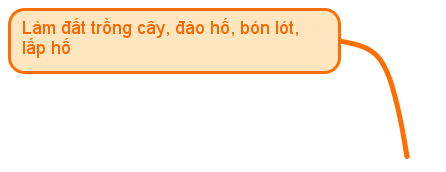 Làm đất trồng cây, đào hố, bón lót,
lấp hố